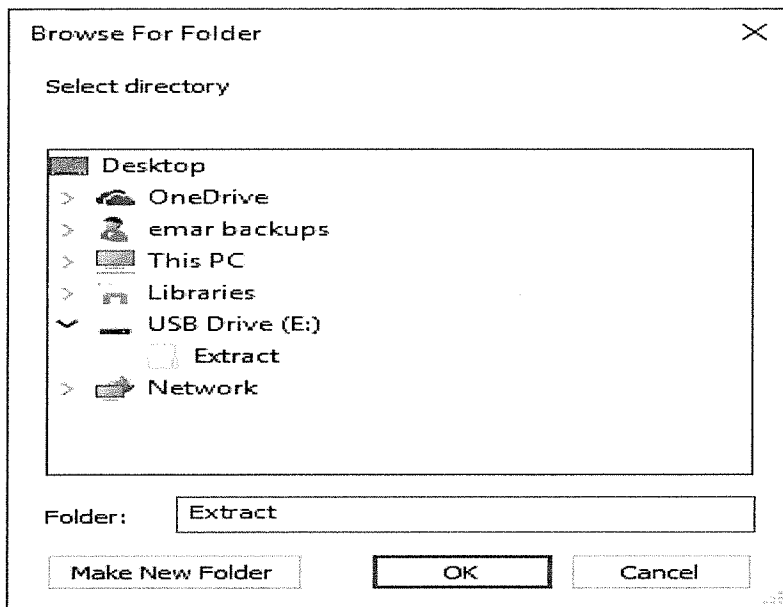 Browse For Folder
Select directory
Desktop
OneDrive
emar backups
This PC
Libraries
USB Drive (E:)
Extract
Network
Folder: Extract
Make New Folder OK Cancel